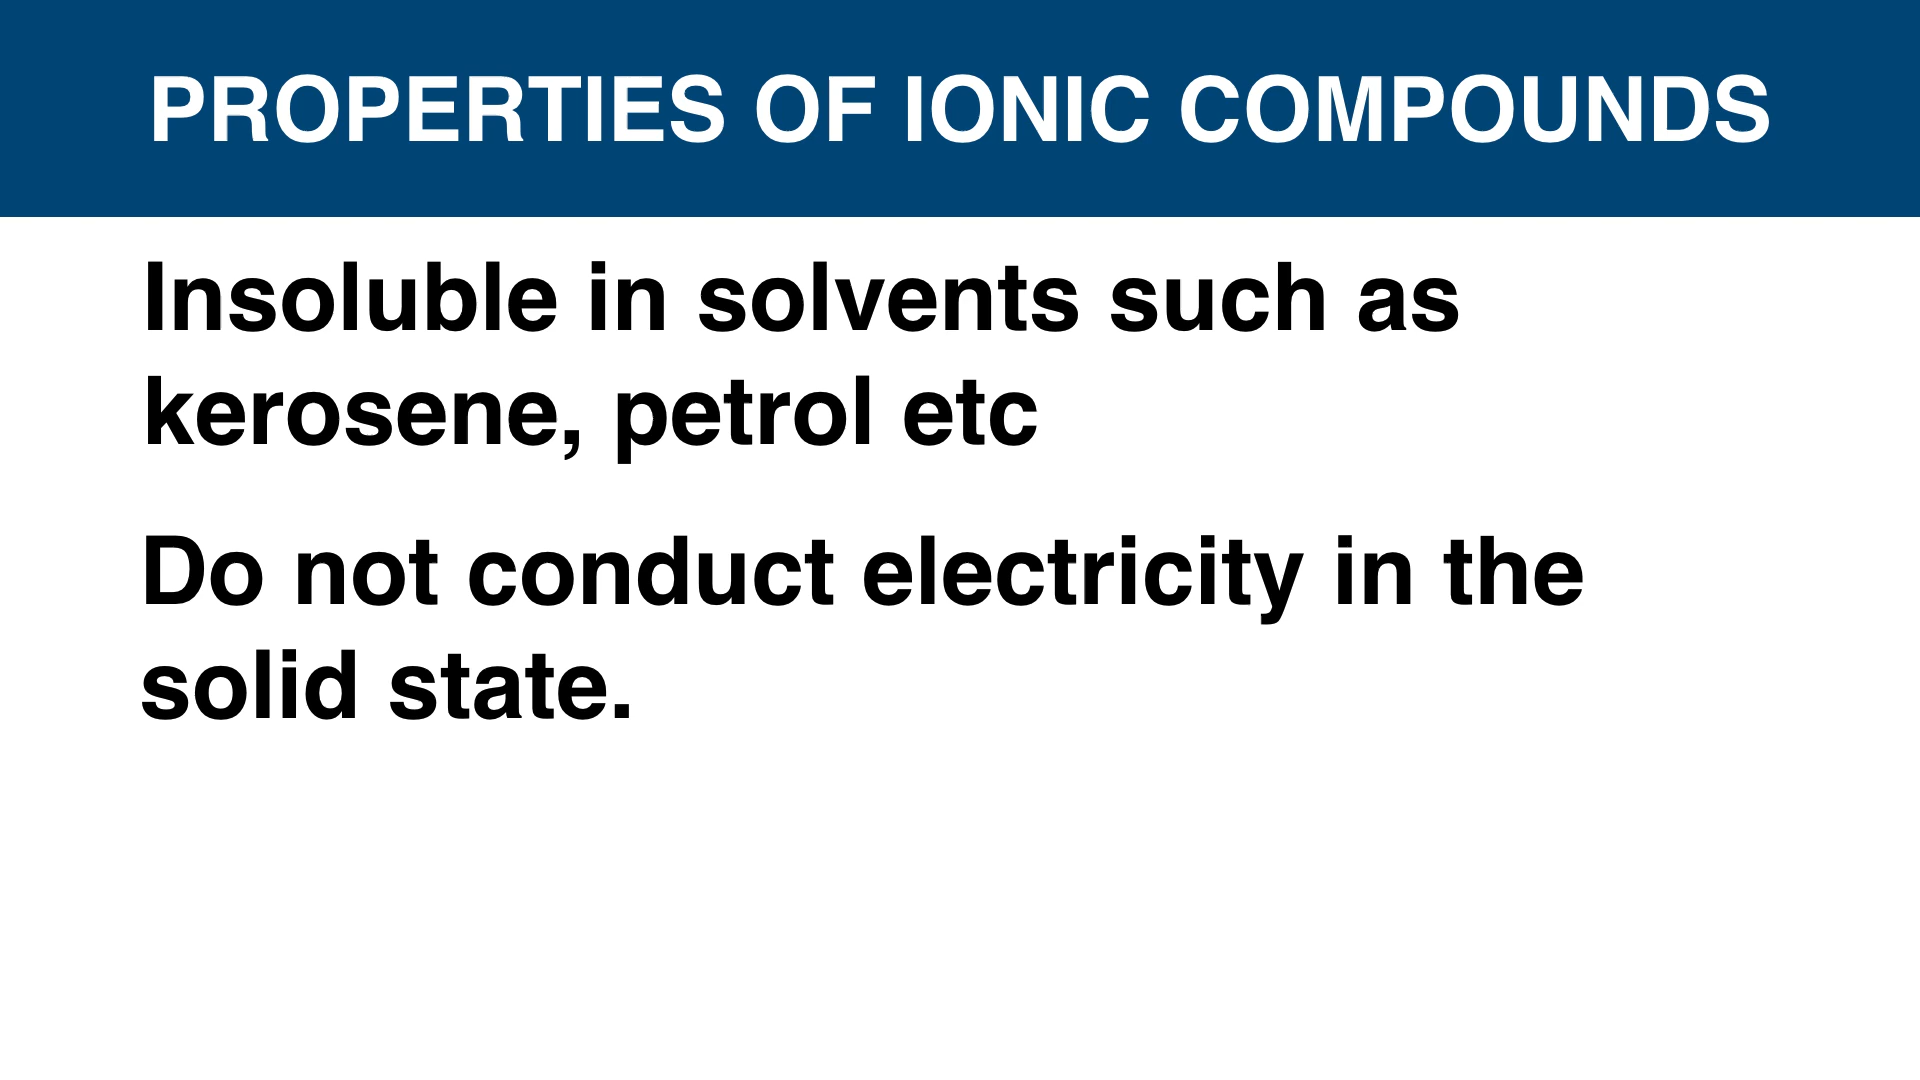 PROPERTIES OF IONIC COMPOUNDS
Insoluble in solvents such as
kerosene, petrol etc
Do not conduct electricity in the
solid state.